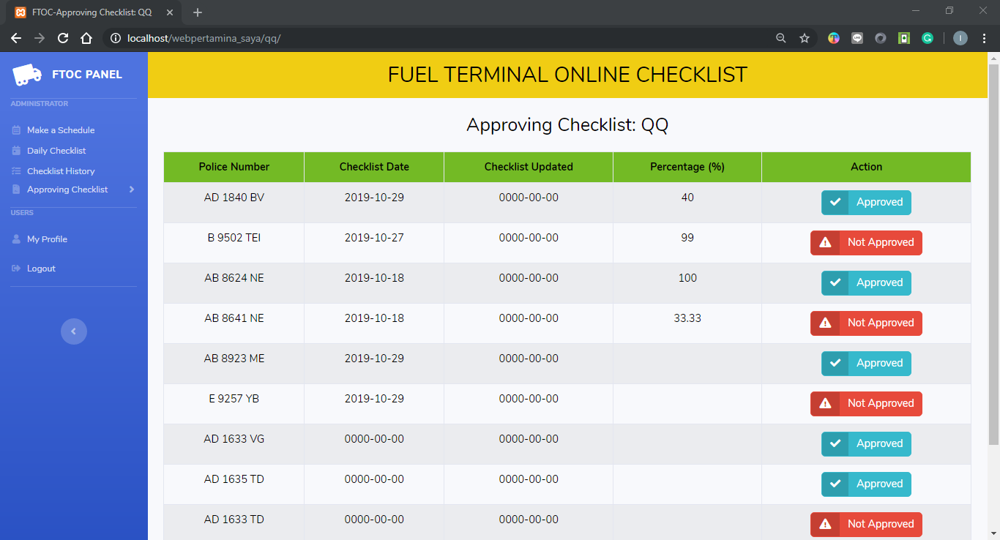 FTOC-Approving Checklist: QQ
localhost/webpertamina_saya/qq/
I
FTOC PANEL
ADMINISTRATOR
Make a Schedule
Daily Checklist
Checklist History
Approving Checklist
USERS
My Profile
Logout
FUEL TERMINAL ONLINE CHECKLIST
Approving Checklist: QQ
Police Number Checklist Date Checklist Updated Percentage (%) Action
AD 1840 BV 2019-10-29 0000-00-00 40 Approved
B 9502 TEI 2019-10-27 0000-00-00 99 Not Approved
AB 8624 NE 2019-10-18 0000-00-00 100 Approved
AB 8641 NE 2019-10-18 0000-00-00 33.33 Not Approved
AB 8923 ME 2019-10-29 0000-00-00 Approved
E 9257 YB 2019-10-29 0000-00-00 Not Approved
AD 1633 VG 0000-00-00 0000-00-00 Approved
AD 1635 TD 0000-00-00 0000-00-00 Approved
AD 1633 TD 0000-00-00 0000-00-00 Not Approved